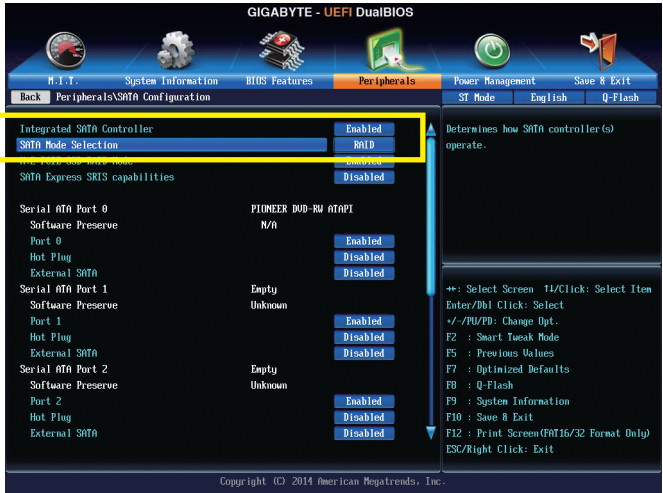 GIGABYTE - UEFI DualBIOS
M.I.T. System Information BIOS Features Peripherals Power Management Save & Exit
Back Peripherals\SATA Configuration ST Mode English Q-Flash
Integrated SATA Controller Enabled
SATA Mode Selection RAID
M.2 PCIE SSD RAID Mode Enabled
SATA Express SRIS capabilities Disabled
Serial ATA Port 0 PIONEER DVD-RW ATAPI
Software Preserve N/A
Port 0 Enabled
Hot Plug Disabled
External SATA Disabled
Serial ATA Port 1 Empty
Software Preserve Unknown
Port 1 Enabled
Hot Plug Disabled
External SATA Disabled
Serial ATA Port 2 Empty
Software Preserve Unknown
Port 2 Enabled
Hot Plug Disabled
External SATA Disabled
Determines how SATA controller(s)
operate.
→←: Select Screen ↑↓/Click: Select Item
Enter/Dbl Click: Select
+/-/PU/PD: Change Opt.
F2 : Smart Tweak Mode
F5 : Previous Values
F7 : Optimized Defaults
F8 : Q-Flash
F9 : System Information
F10 : Save & Exit
F12 : Print Screen(FAT16/32 Format Only)
ESC/Right Click: Exit
Copyright (C) 2014 American Megatrends, Inc.